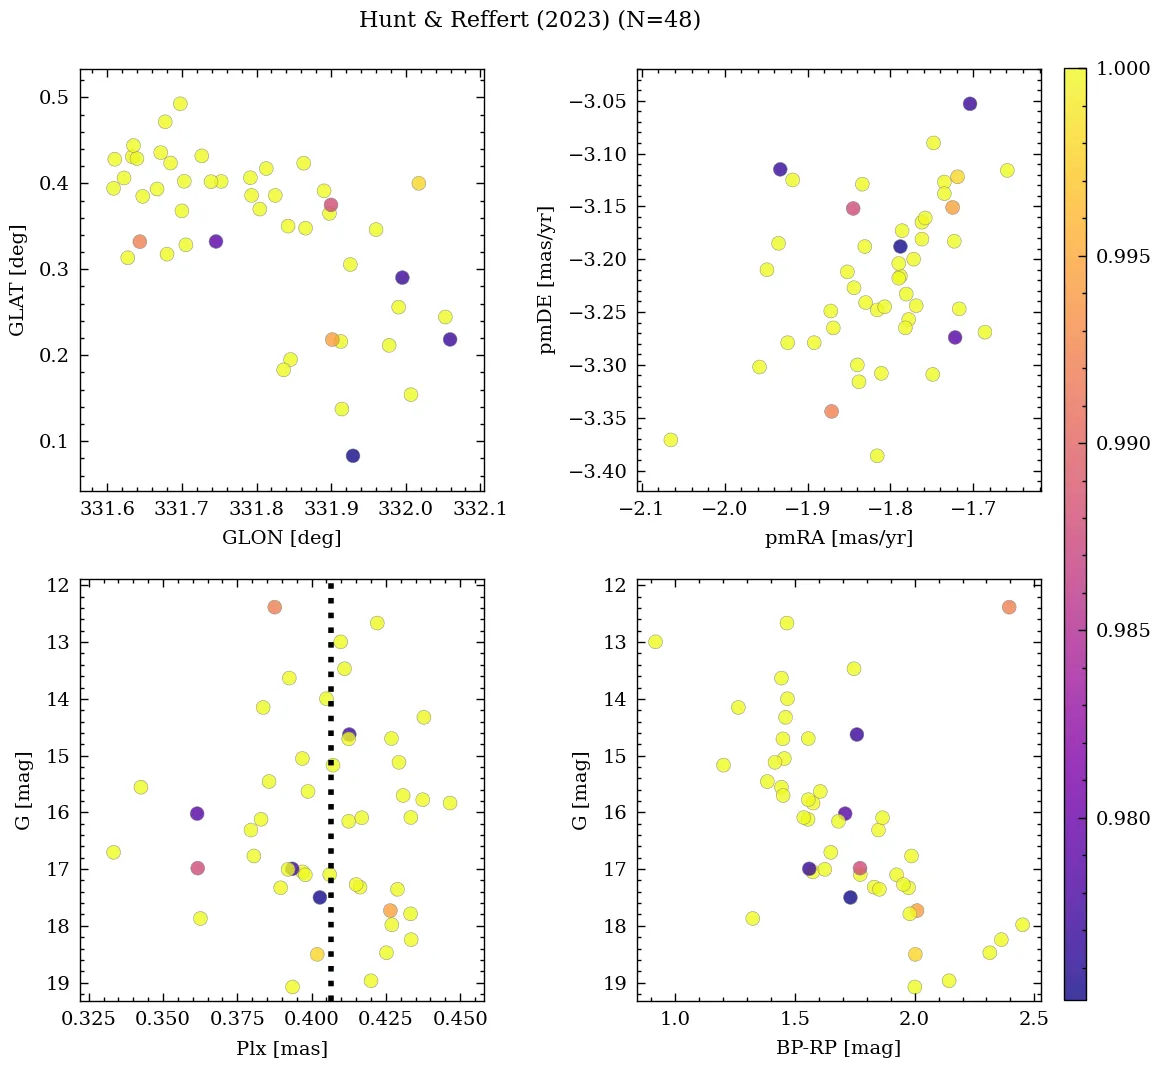 Hunt & Reffert (2023) (N=48)
0.5
0.4
0.3
0.2
0.1
GLAT [deg]
331.6 331.7 331.8 331.9 332.0 332.1
GLON [deg]
−3.05
−3.10
−3.15
−3.20
−3.25
−3.30
−3.35
−3.40
pmDE [mas/yr]
−2.1 −2.0 −1.9 −1.8 −1.7
pmRA [mas/yr]
12
13
14
15
16
17
18
19
G [mag]
0.325 0.350 0.375 0.400 0.425 0.450
Plx [mas]
12
13
14
15
16
17
18
19
G [mag]
1.0 1.5 2.0 2.5
BP-RP [mag]
1.000
0.995
0.990
0.985
0.980